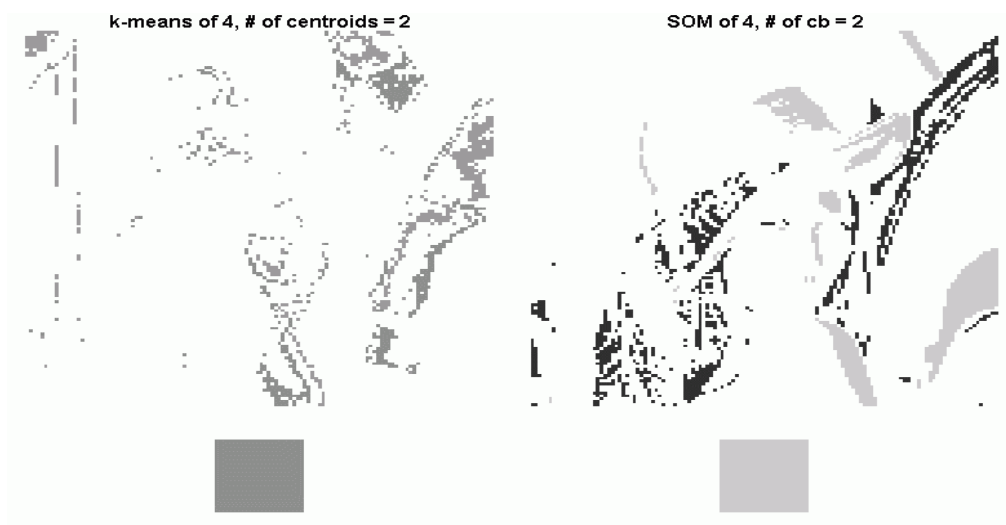 k-means of 4, # of centroids = 2
SOM of 4, # of cb = 2